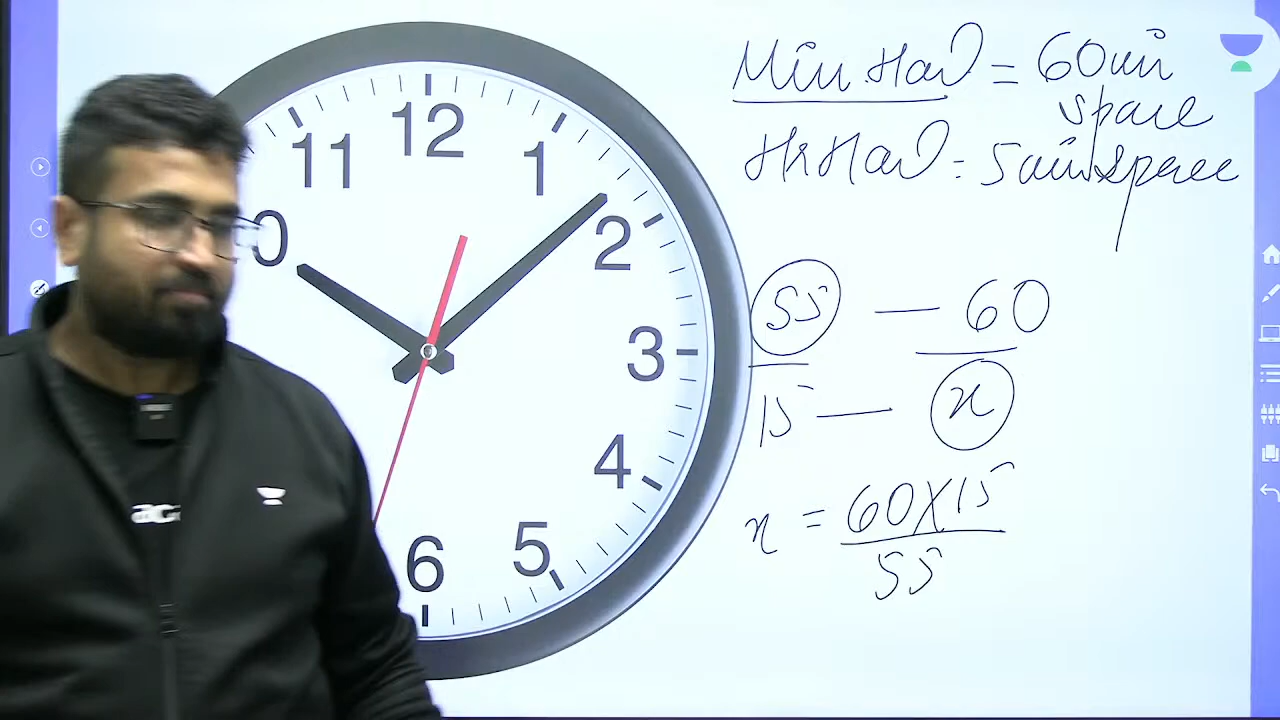 Min Hand = 60 min
space
Hr Hand = 5 min space
55 — 60
15 — x
x = 60 X 15
55
12
11
1
0
2
3
4
5
6
aca